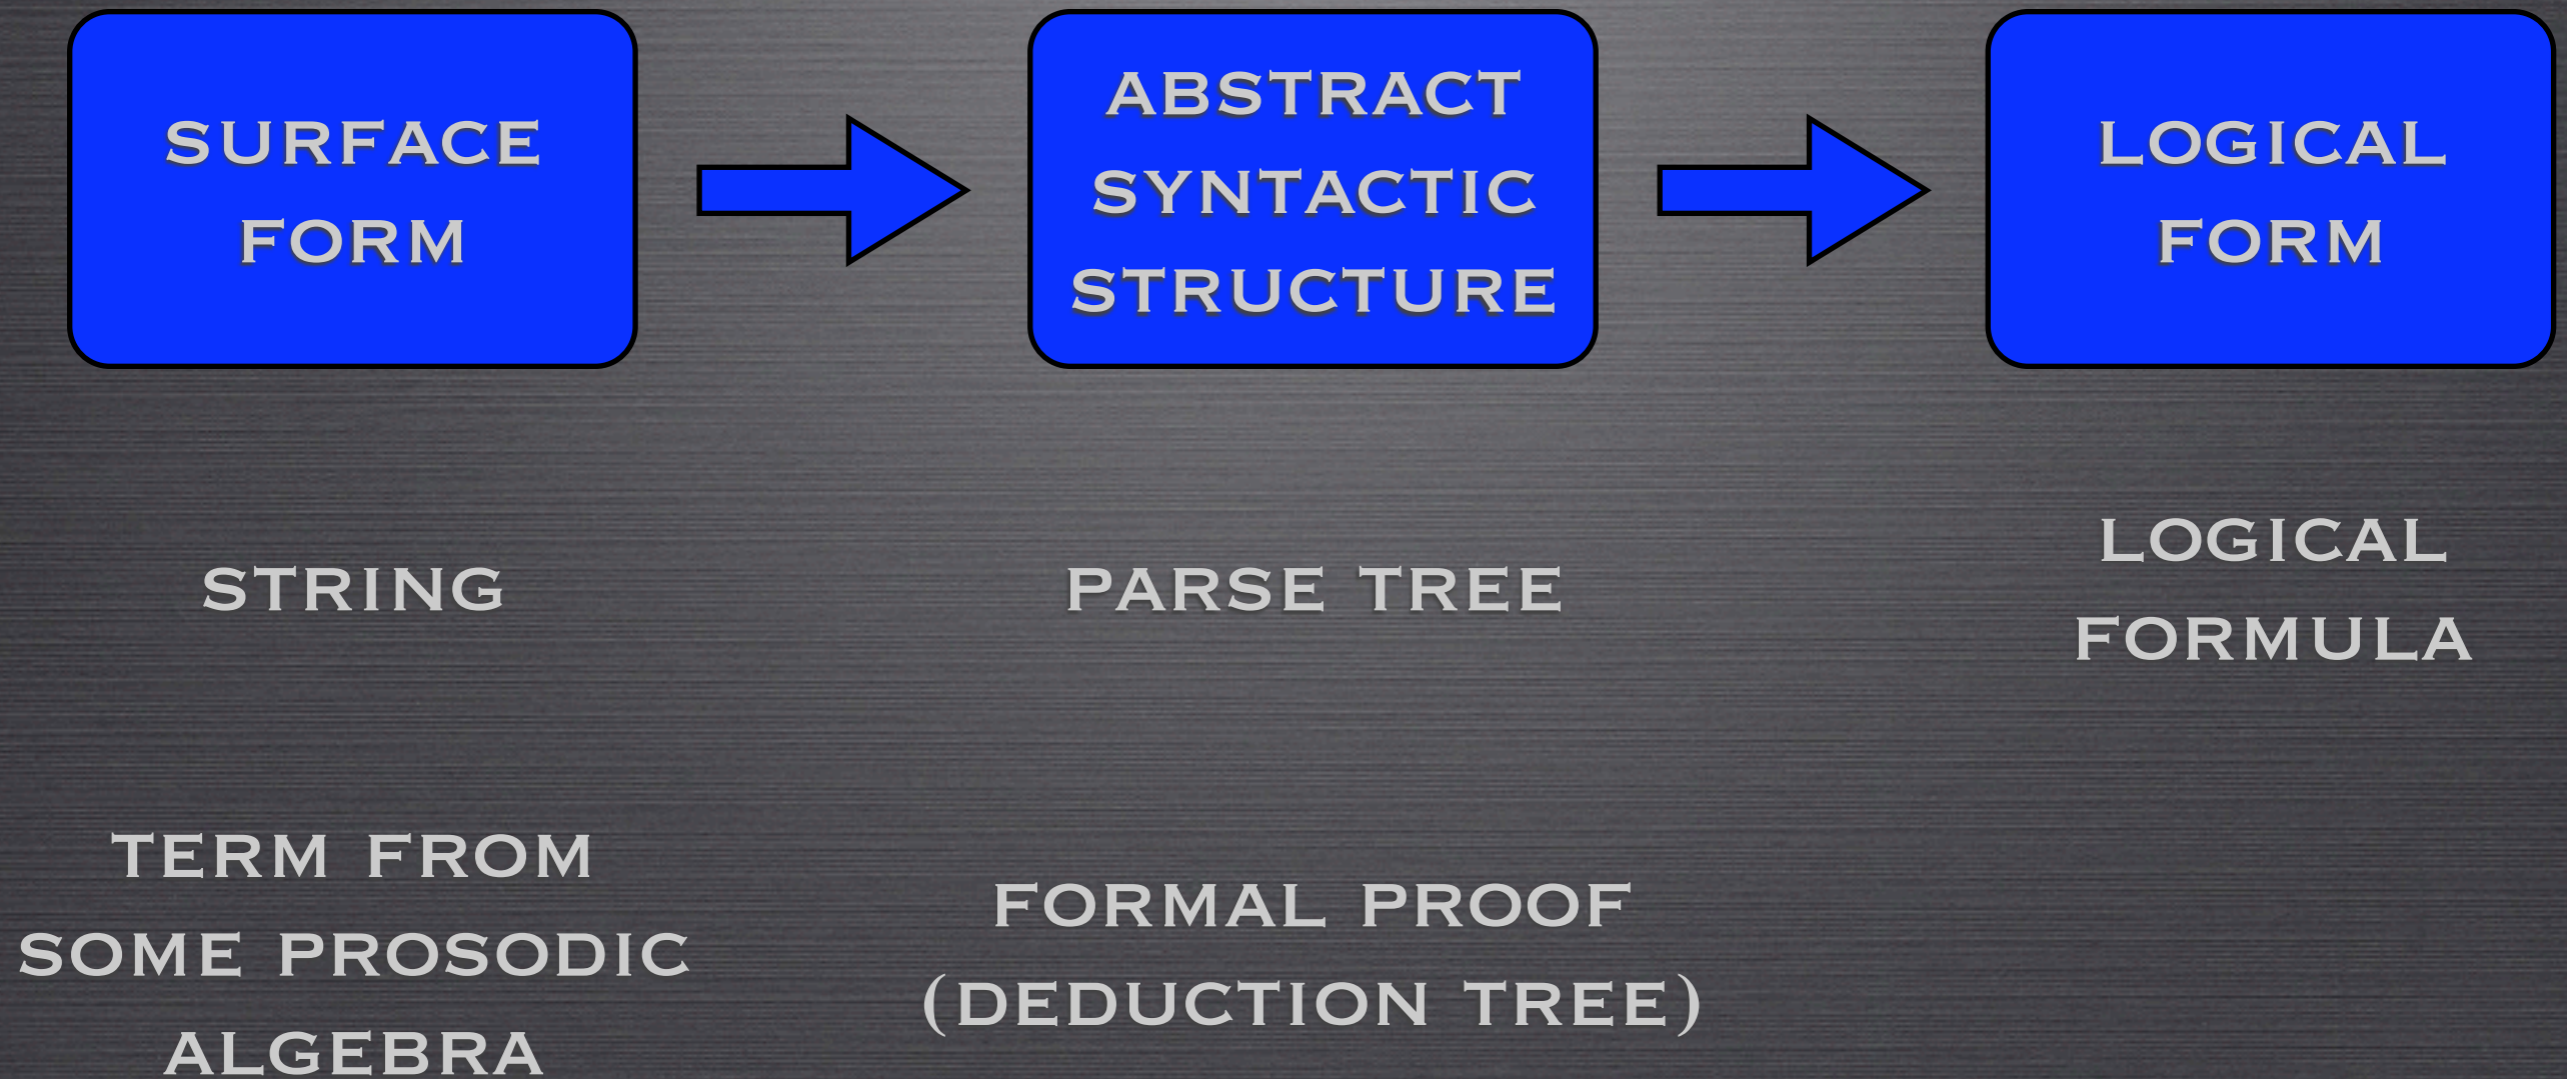 SURFACE
FORM
ABSTRACT
SYNTACTIC
STRUCTURE
LOGICAL
FORM
STRING
PARSE TREE
LOGICAL
FORMULA
TERM FROM
SOME PROSODIC
ALGEBRA
FORMAL PROOF
(DEDUCTION TREE)